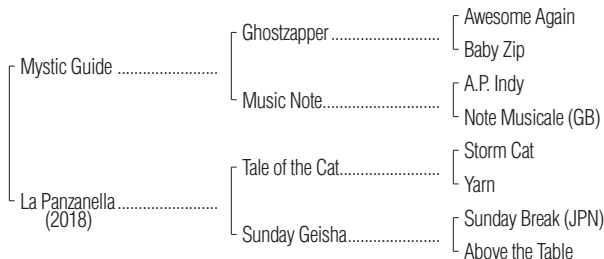 Awesome Again
Ghostzapper
Baby Zip
Mystic Guide
A.P. Indy
Music Note
Note Musicale (GB)
Storm Cat
Tale of the Cat
Yarn
La Panzanella
(2018)
Sunday Break (JPN)
Sunday Geisha
Above the Table